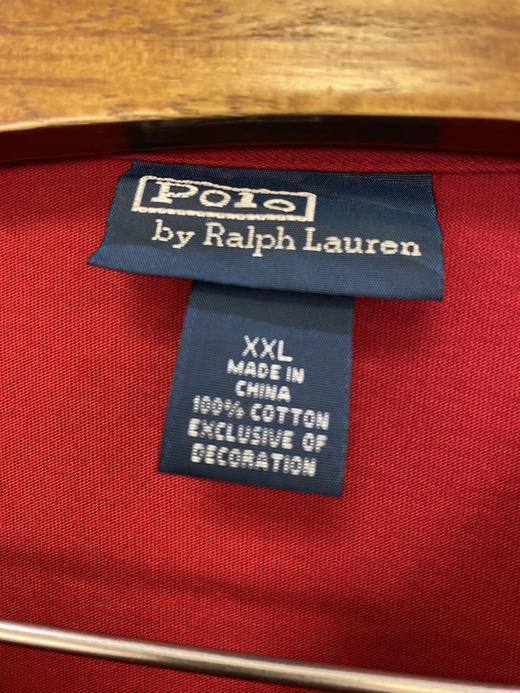 Polo
by Ralph Lauren
XXL
MADE IN
CHINA
100% COTTON
EXCLUSIVE OF
DECORATION